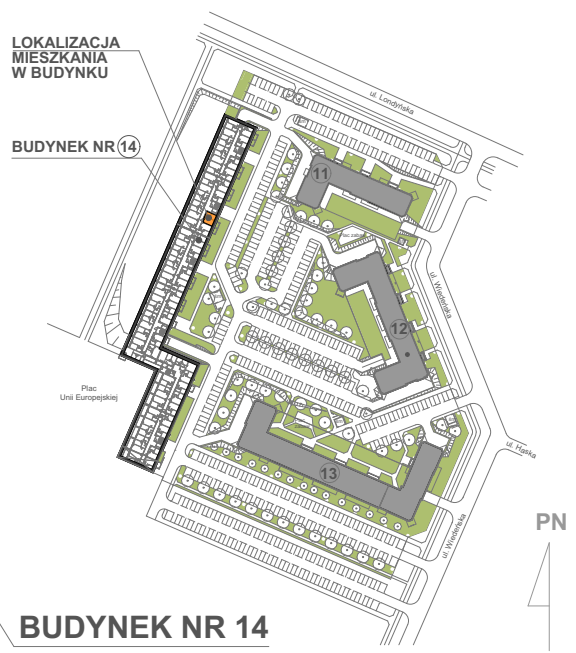 LOKALIZACJA
MIESZKANIA
W BUDYNKU
BUDYNEK NR 14
ul. Londyńska
11
ul. Wiedeńska
12
Plac
Unii Europejskiej
13
ul. Haska
ul. Wiedeńska
PN
BUDYNEK NR 14